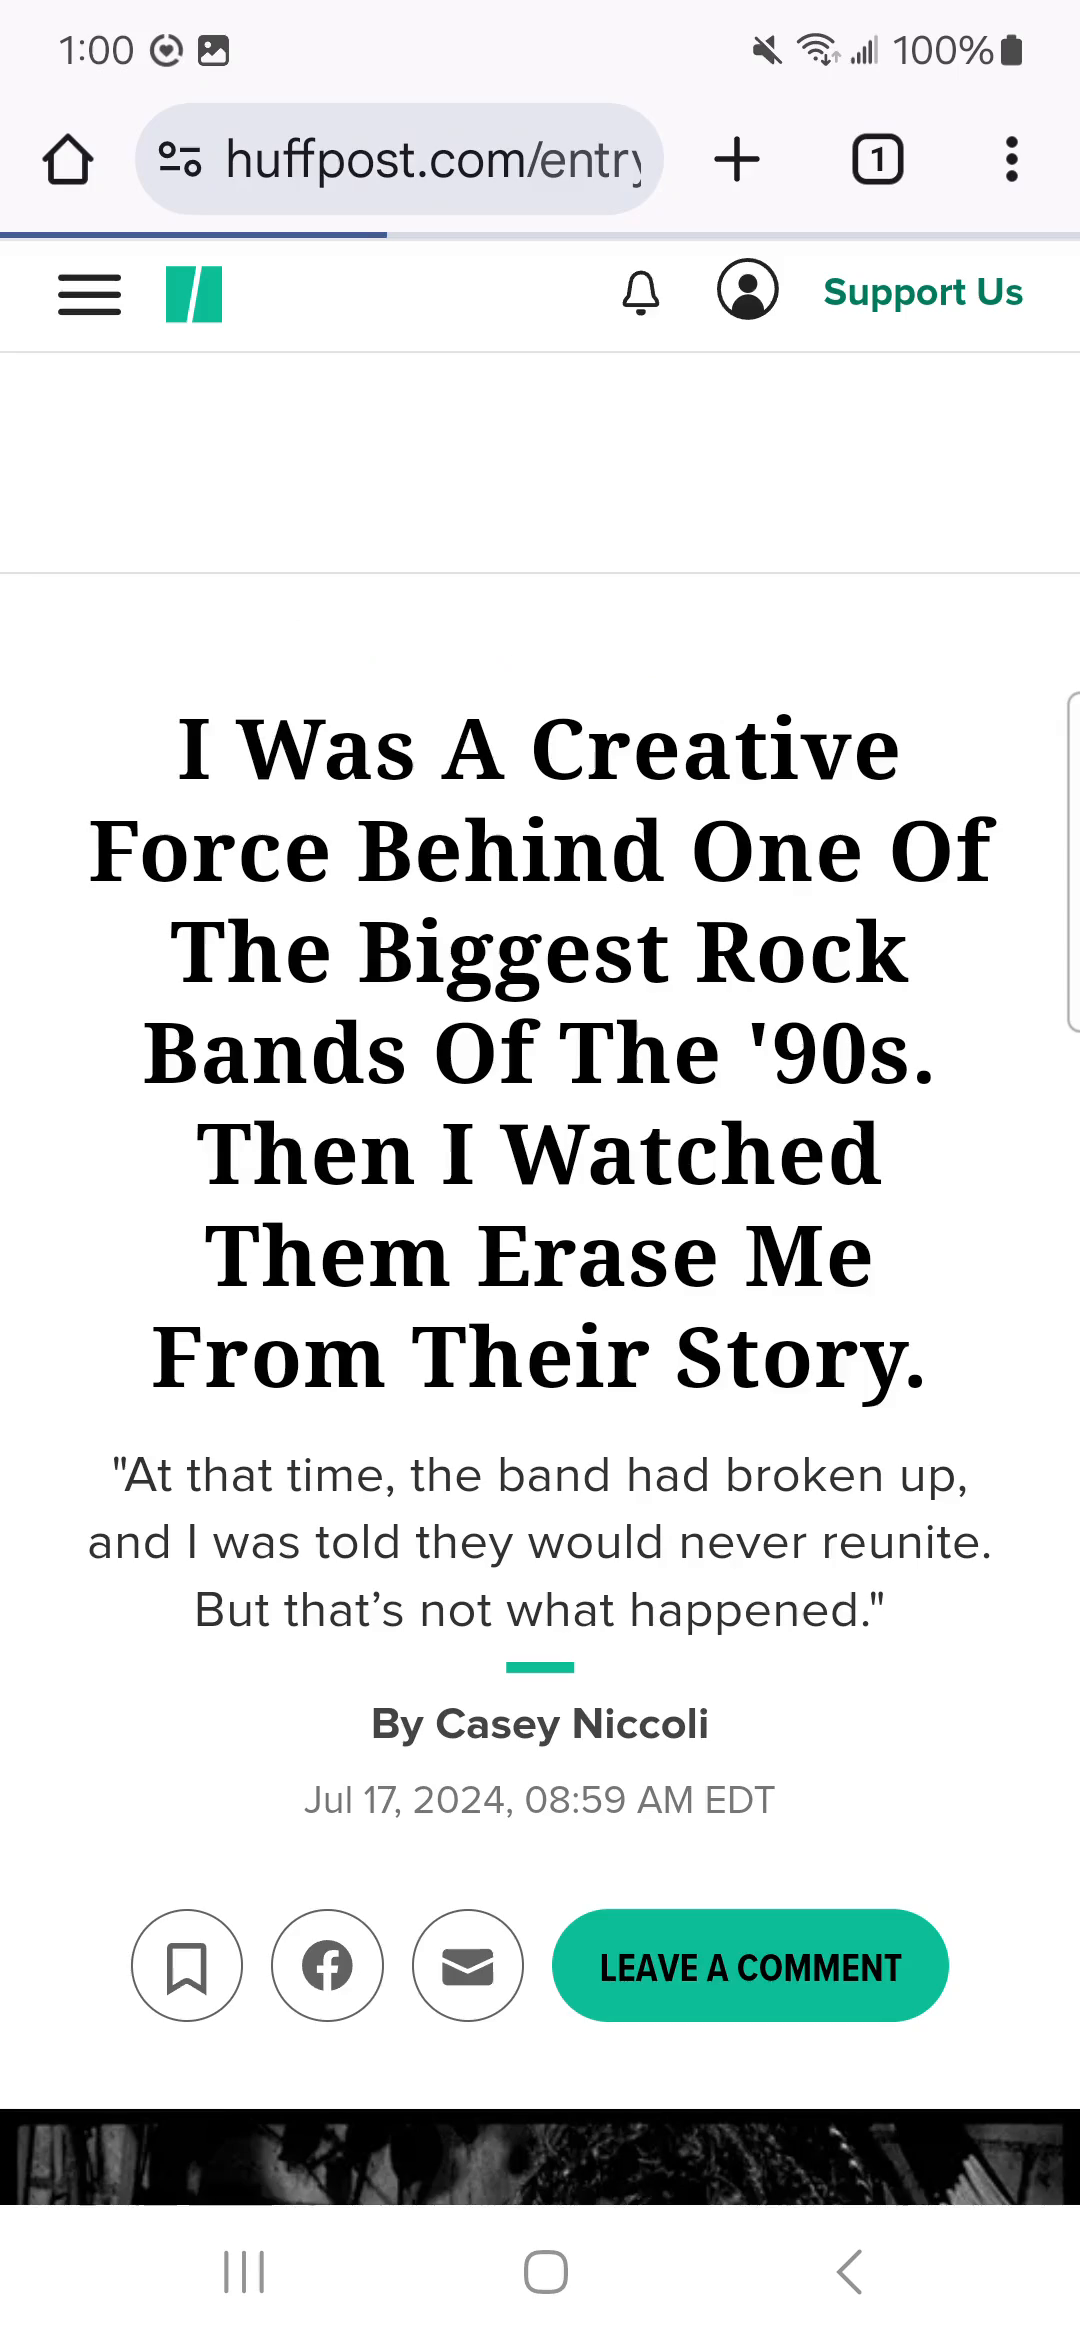 1:00 100%
huffpost.com/entry 1
Support Us
I Was A Creative
Force Behind One Of
The Biggest Rock
Bands Of The '90s.
Then I Watched
Them Erase Me
From Their Story.
"At that time, the band had broken up,
and I was told they would never reunite.
But that’s not what happened."
By Casey Niccoli
Jul 17, 2024, 08:59 AM EDT
LEAVE A COMMENT